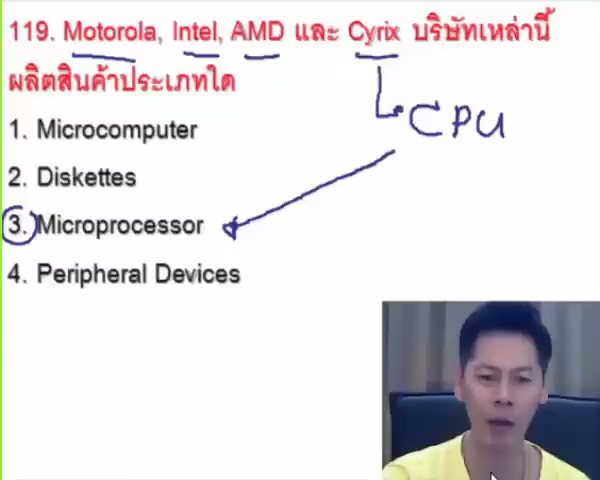 119. Motorola, Intel, AMD และ Cyrix บริษัทเหล่านี้
ผลิตสินค้าประเภทใด
CPU
1. Microcomputer
2. Diskettes
3. Microprocessor
4. Peripheral Devices